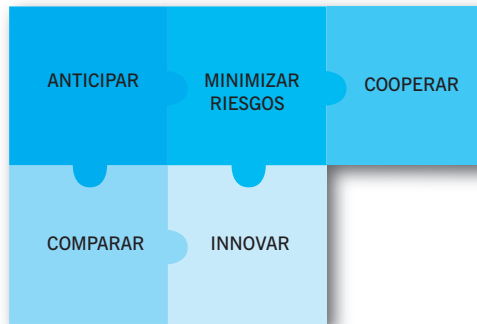 ANTICIPAR
MINIMIZAR
RIESGOS
COOPERAR
COMPARAR
INNOVAR